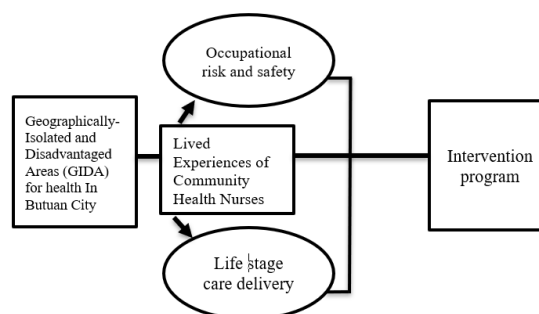 Occupational
risk and safety
Geographically-
Isolated and
Disadvantaged
Areas (GIDA)
for health In
Butuan City
Lived
Experiences of
Community
Health Nurses
Intervention
program
Life stage
care delivery